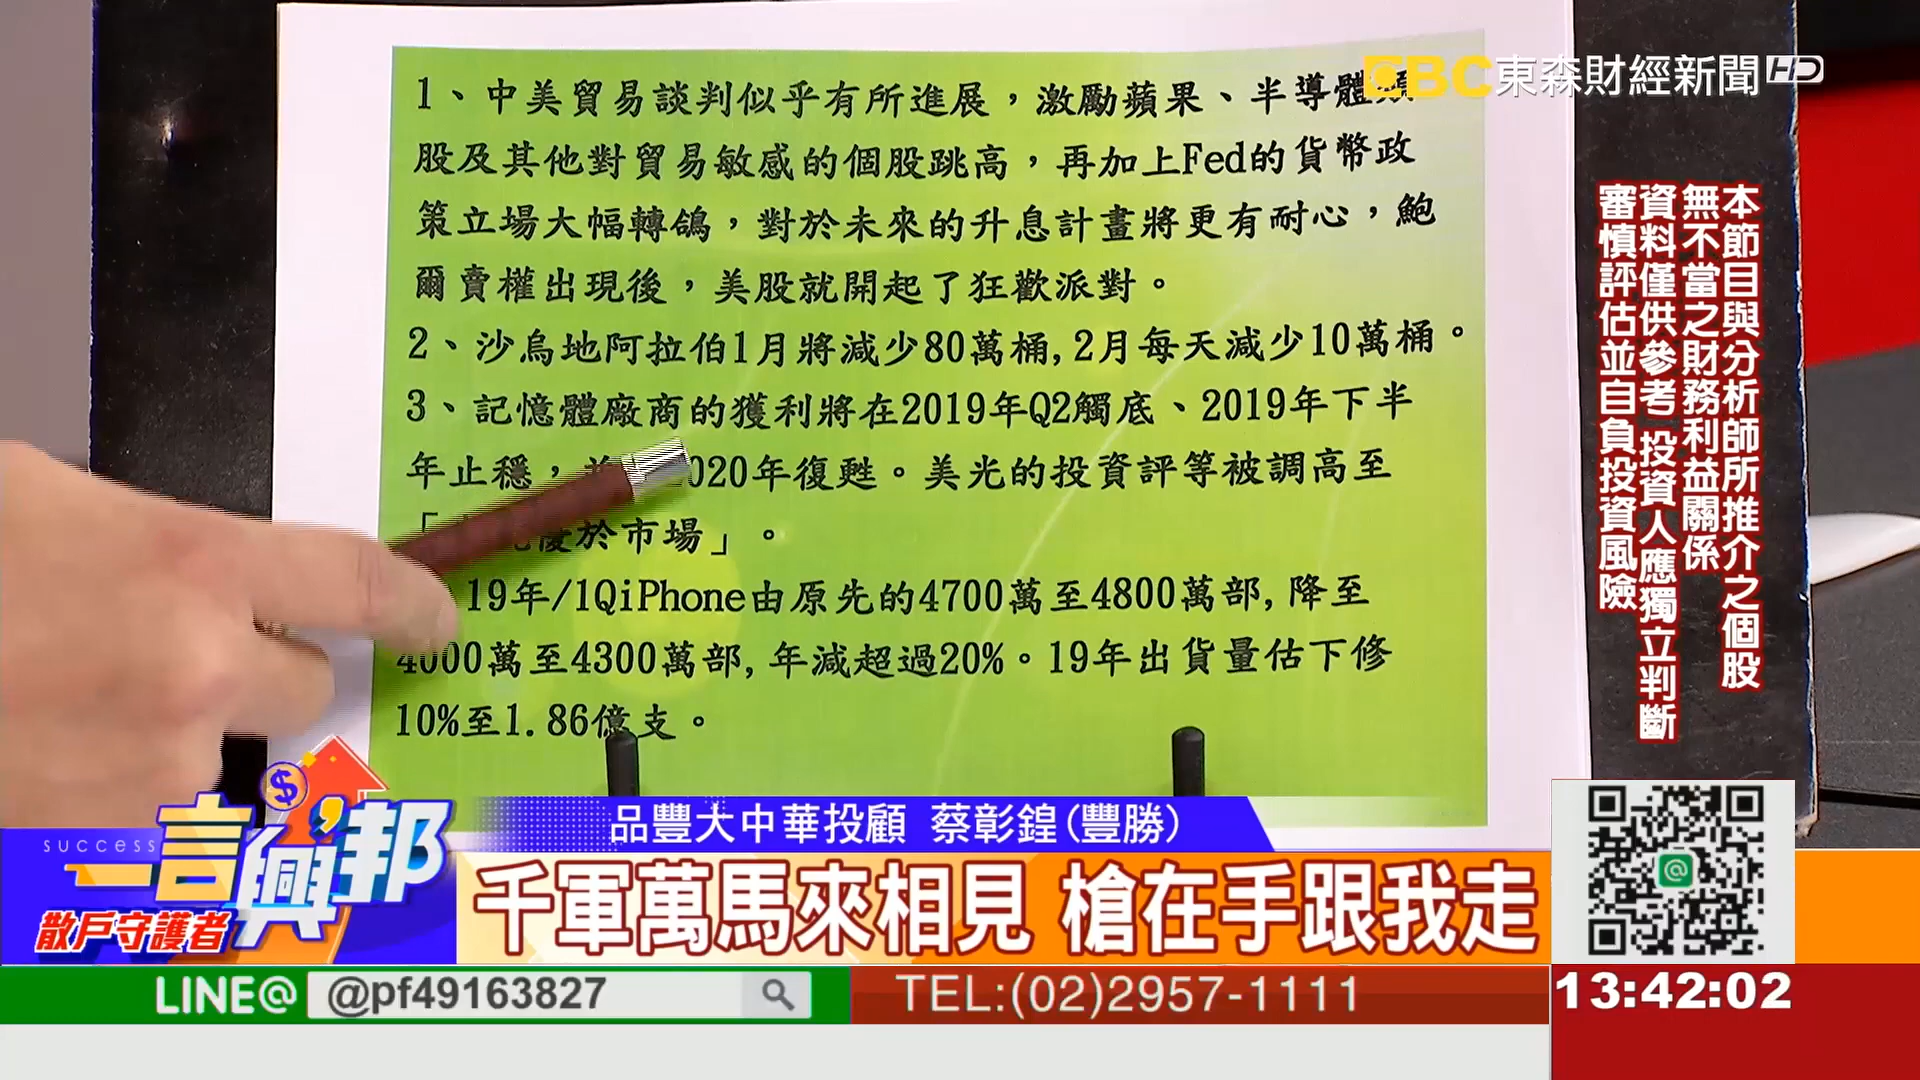 EBC東森財經新聞HD
1、中美貿易談判似乎有所進展，激勵蘋果、半導體類
股及其他對貿易敏感的個股跳高，再加上Fed的貨幣政
策立場大幅轉鴿，對於未來的升息計畫將更有耐心，鮑
爾賣權出現後，美股就開起了狂歡派對。
2、沙烏地阿拉伯1月將減少80萬桶,2月每天減少10萬桶。
3、記憶體廠商的獲利將在2019年Q2觸底、2019年下半
年止穩，2020年復甦。美光的投資評等被調高至
「優於市場」。
19年/1QiPhone由原先的4700萬至4800萬部,降至
4000萬至4300萬部,年減超過20%。19年出貨量估下修
10%至1.86億支。
本節目與分析師所推介之個股
無不當之財務利益關係
資料僅供參考 投資人應獨立判斷
審慎評估並自負投資風險
品豐大中華投顧 蔡彰鍠(豐勝)
success
一言興邦
散戶守護者
千軍萬馬來相見 槍在手跟我走
LINE@ @pf49163827
TEL:(02)2957-1111
13:42:02